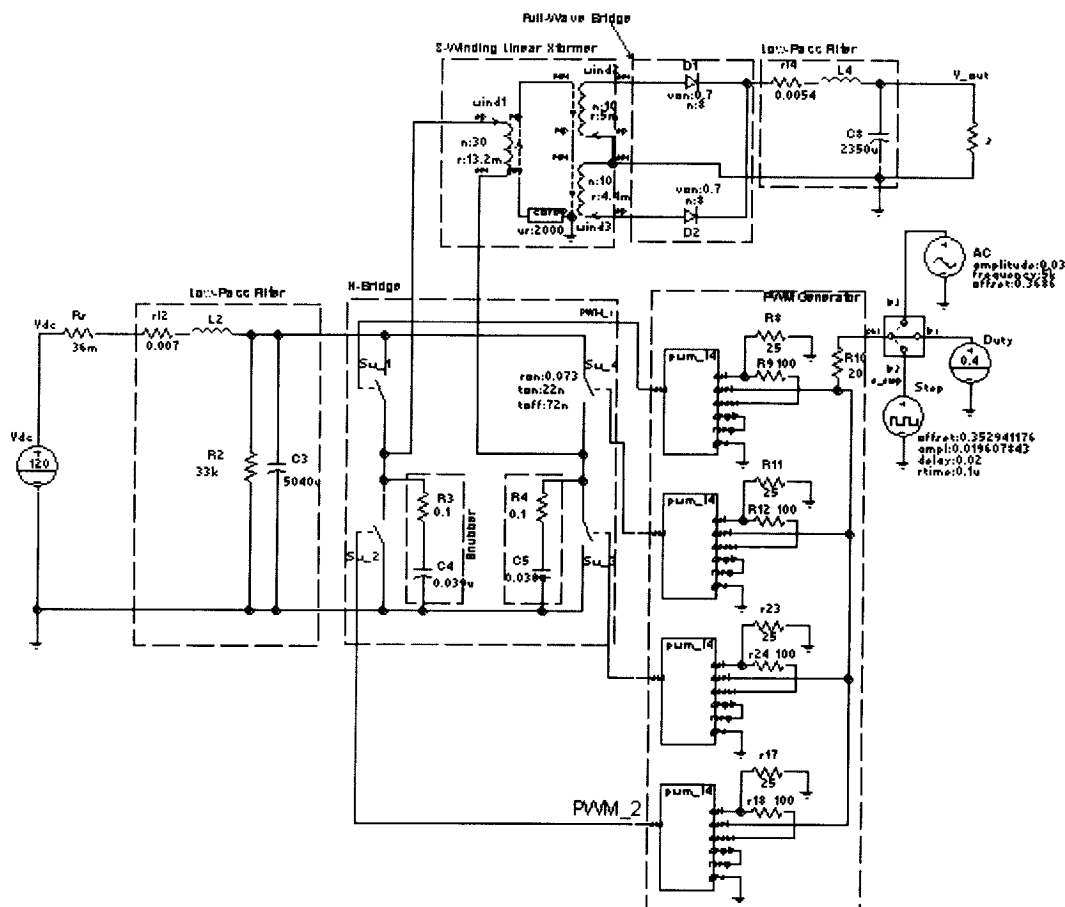 Full-Wave Bridge
3-Winding Linear Xformer
Low-Pass Filter
wind1
n:30
r:13.2m
wind2
n:10
r:5m
n:10
r:4.4m
wind3
core
ur:2000
D1
von:0.7
n:8
von:0.7
n:8
D2
r14
0.0054
L4
C8
2350u
V_out
AC
amplitude:0.03
frequency:5k
offset:0.3686
Duty
0.4
Step
offset:0.352941176
ampl:0.019607843
delay:0.02
rtime:0.1u
Low-Pass Filter
H-Bridge
PWM Generator
Vdc
Rr
36m
r12
0.007
L2
Vdc
120
R2
33k
C3
5040u
Sw_1
Sw_2
Sw_4
ron:0.073
ton:22n
toff:72n
R3
0.1
C4
0.039u
Snubber
R4
0.1
C5
PWM_2
pwm_14
R8
25
R9 100
R10
20
pwm_14
R11
25
R12 100
pwm_14
r23
25
r24 100
pwm_14
r17
25
r18 100